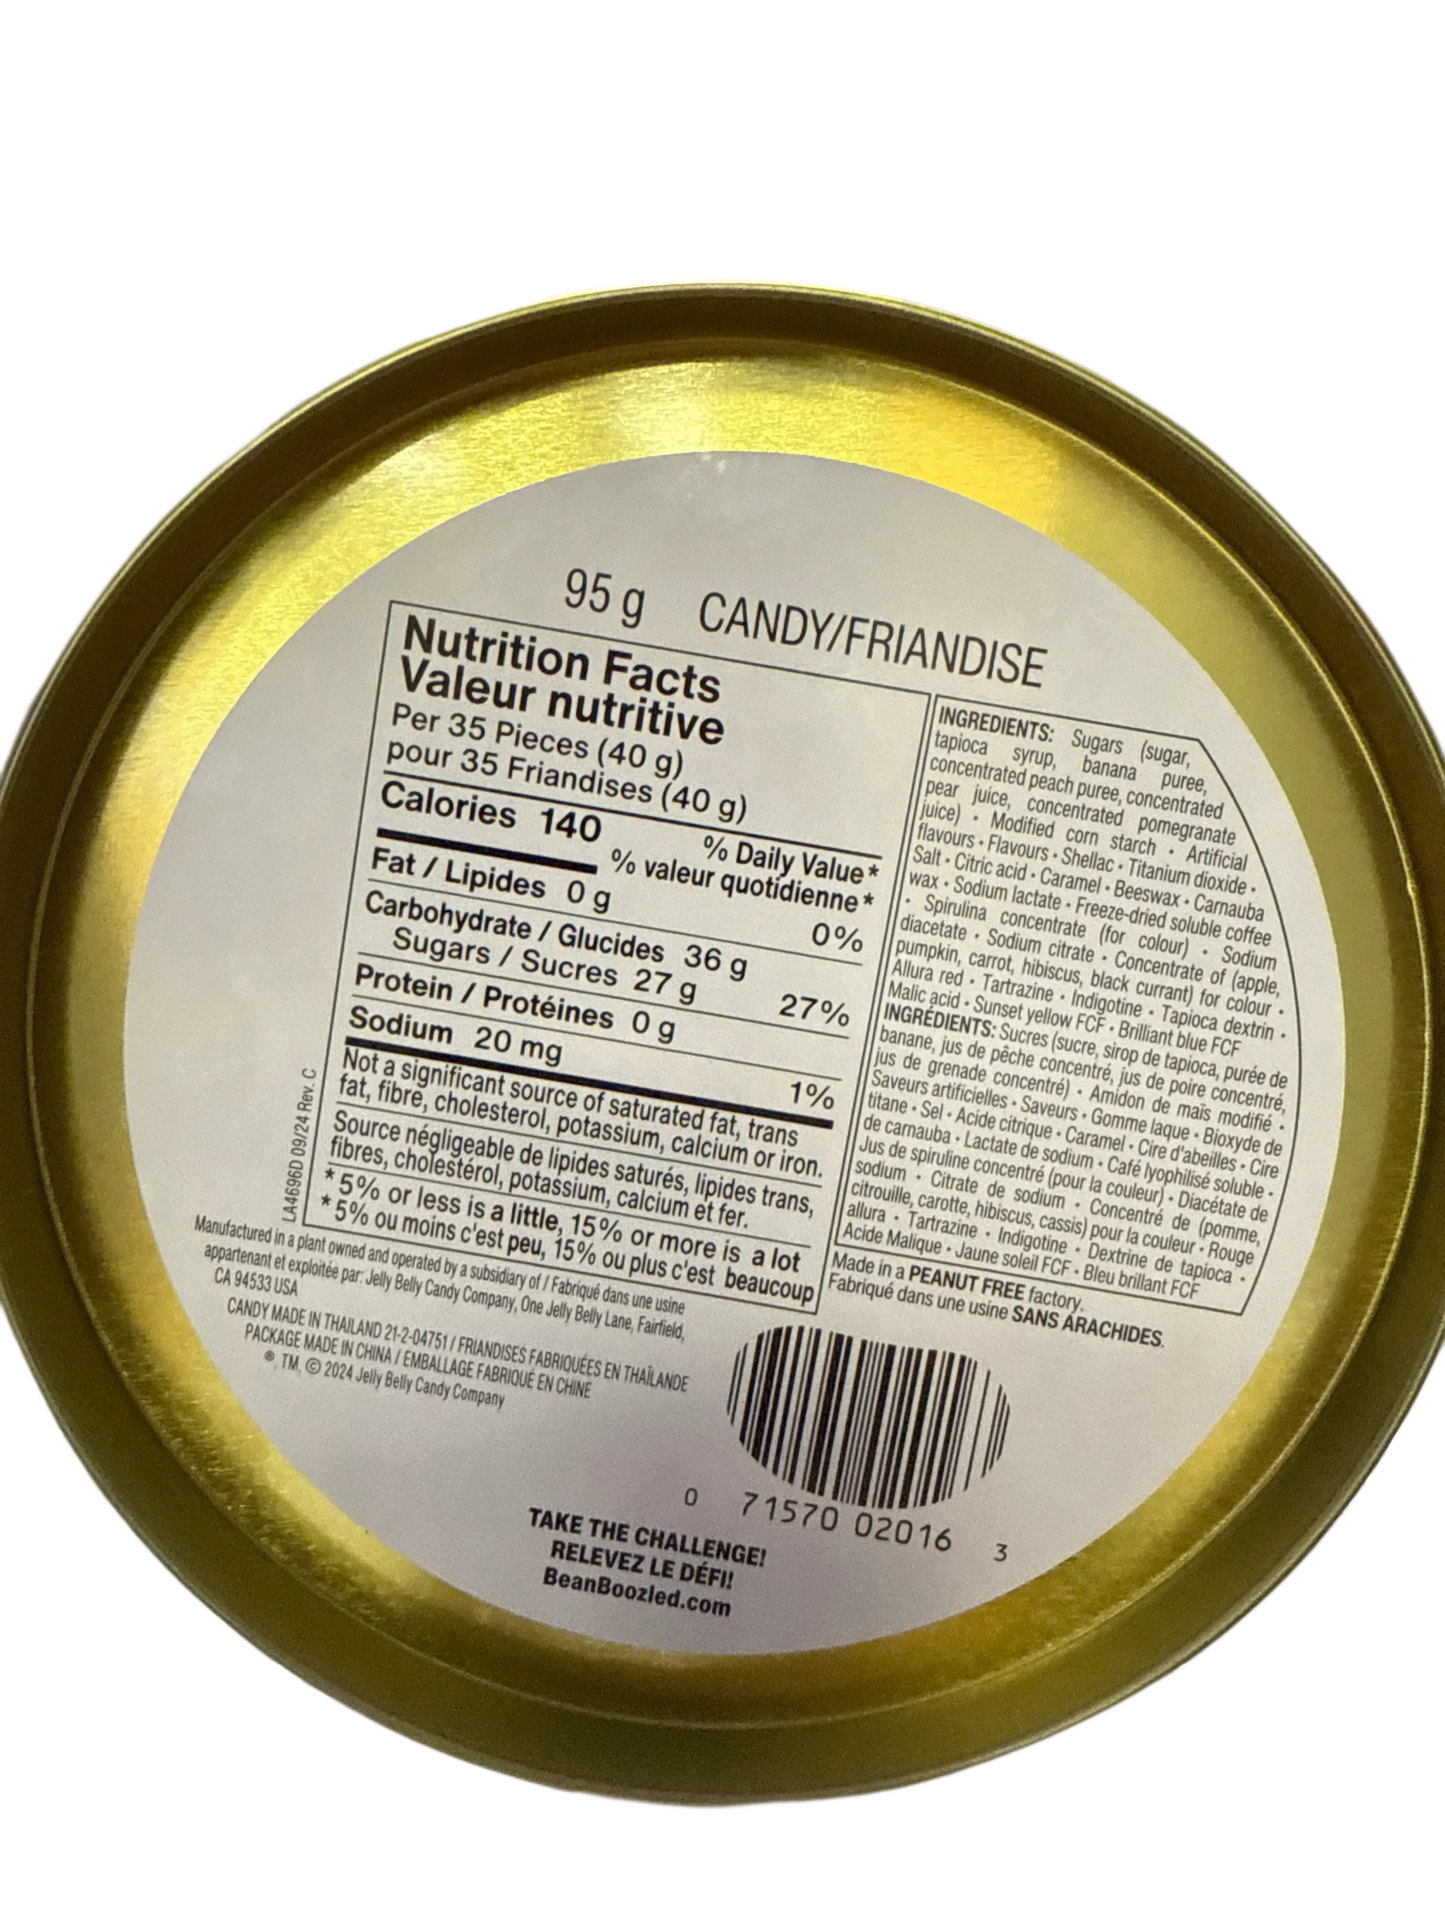 95 g CANDY/FRIANDISE
Nutrition Facts
Valeur nutritive
Per 35 Pieces (40 g)
pour 35 Friandises (40 g)
Calories 140
% Daily Value*
% valeur quotidienne*
Fat / Lipides 0 g 0%
Carbohydrate / Glucides 36 g
Sugars / Sucres 27 g 27%
Protein / Protéines 0 g
Sodium 20 mg 1%
Not a significant source of saturated fat, trans
fat, fibre, cholesterol, potassium, calcium or iron.
Source négligeable de lipides saturés, lipides trans,
fibres, cholestérol, potassium, calcium et fer.
*5% or less is a little, 15% or more is a lot
*5% ou moins c'est peu, 15% ou plus c'est beaucoup
INGREDIENTS: Sugars (sugar,
tapioca syrup, banana puree,
concentrated peach puree, concentrated
pear juice, concentrated pomegranate
juice) • Modified corn starch • Artificial
flavours • Flavours • Shellac • Titanium dioxide •
Salt • Citric acid • Caramel • Beeswax • Carnauba
wax • Sodium lactate • Freeze-dried soluble coffee
• Spirulina concentrate (for colour) • Sodium
diacetate • Sodium citrate • Concentrate of (apple,
pumpkin, carrot, hibiscus, black currant) for colour •
Allura red • Tartrazine • Indigotine • Tapioca dextrin •
Malic acid • Sunset yellow FCF • Brilliant blue FCF
INGRÉDIENTS: Sucres (sucre, sirop de tapioca, purée de
banane, jus de pêche concentré, jus de poire concentré,
jus de grenade concentré) • Amidon de maïs modifié •
Saveurs artificielles • Saveurs • Gomme laque • Bioxyde de
titane • Sel • Acide citrique • Caramel • Cire d'abeilles • Cire
de carnauba • Lactate de sodium • Café lyophilisé soluble •
Jus de spiruline concentré (pour la couleur) • Diacétate de
sodium • Citrate de sodium • Concentré de (pomme,
citrouille, carotte, hibiscus, cassis) pour la couleur • Rouge
allura • Tartrazine • Indigotine • Dextrine de tapioca •
Acide Malique • Jaune soleil FCF • Bleu brillant FCF
Made in a PEANUT FREE factory.
Fabriqué dans une usine SANS ARACHIDES.
LA4696D 09/24 Rev. C
Manufactured in a plant owned and operated by a subsidiary of / Fabriqué dans une usine
appartenant et exploitée par: Jelly Belly Candy Company, One Jelly Belly Lane, Fairfield,
CA 94533 USA
CANDY MADE IN THAILAND 21-2-04751 / FRIANDISES FABRIQUÉES EN THAÏLANDE
PACKAGE MADE IN CHINA / EMBALLAGE FABRIQUÉ EN CHINE
®, TM, © 2024 Jelly Belly Candy Company
0 71570 02016 3
TAKE THE CHALLENGE!
RELEVEZ LE DÉFI!
BeanBoozled.com